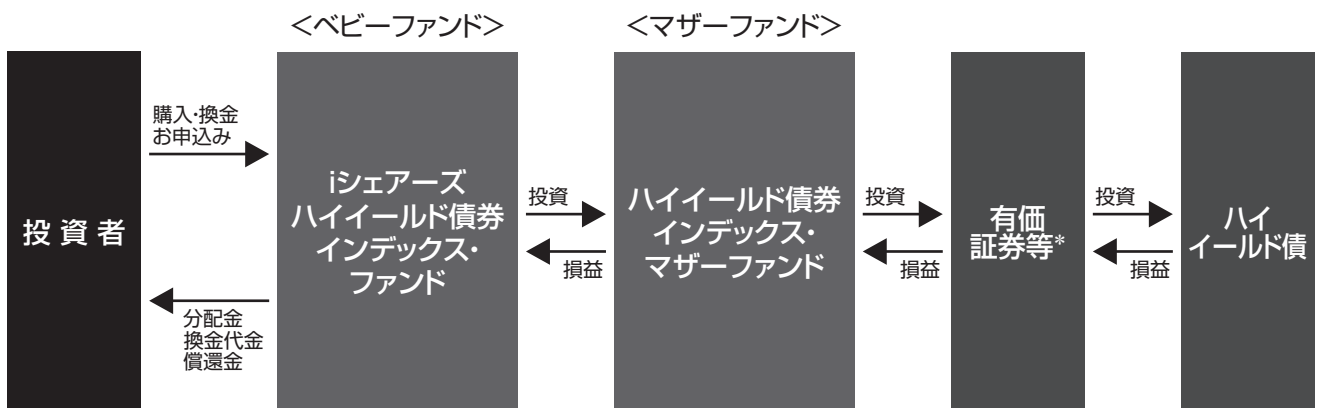 <ベビーファンド>
<マザーファンド>
投資者
購入・換金
お申込み
分配金
換金代金
償還金
iシェアーズ
ハイイールド債券
インデックス・
ファンド
投資
損益
ハイイールド債券
インデックス・
マザーファンド
投資
損益
有価
証券等*
投資
損益
ハイ
イールド債